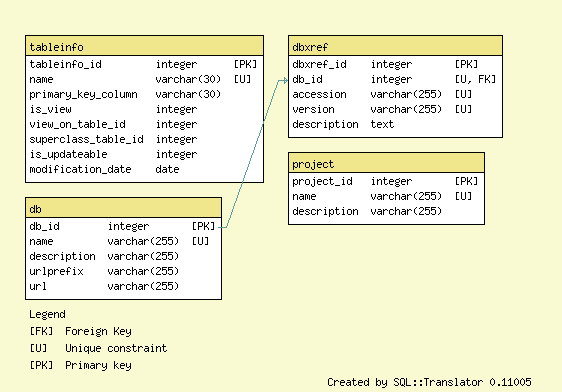 tableinfo
tableinfo_id integer [PK]
name varchar(30) [U]
primary_key_column varchar(30)
is_view integer
view_on_table_id integer
superclass_table_id integer
is_updateable integer
modification_date date
db
db_id integer [PK]
name varchar(255) [U]
description varchar(255)
urlprefix varchar(255)
url varchar(255)
dbxref
dbxref_id integer [PK]
db_id integer [U, FK]
accession varchar(255) [U]
version varchar(255) [U]
description text
project
project_id integer [PK]
name varchar(255) [U]
description varchar(255)
Legend
[FK] Foreign Key
[U] Unique constraint
[PK] Primary key
Created by SQL::Translator 0.11005